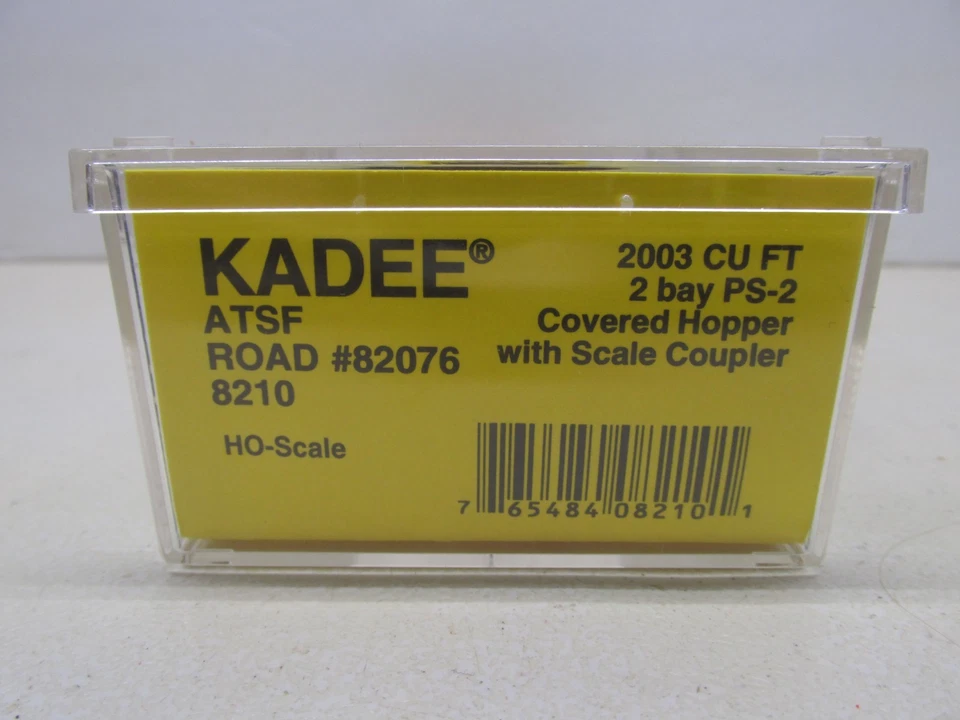 KADEE®
ATSF
ROAD #82076
8210
HO-Scale
2003 CU FT
2 bay PS-2
Covered Hopper
with Scale Coupler
7 65484 08210 1